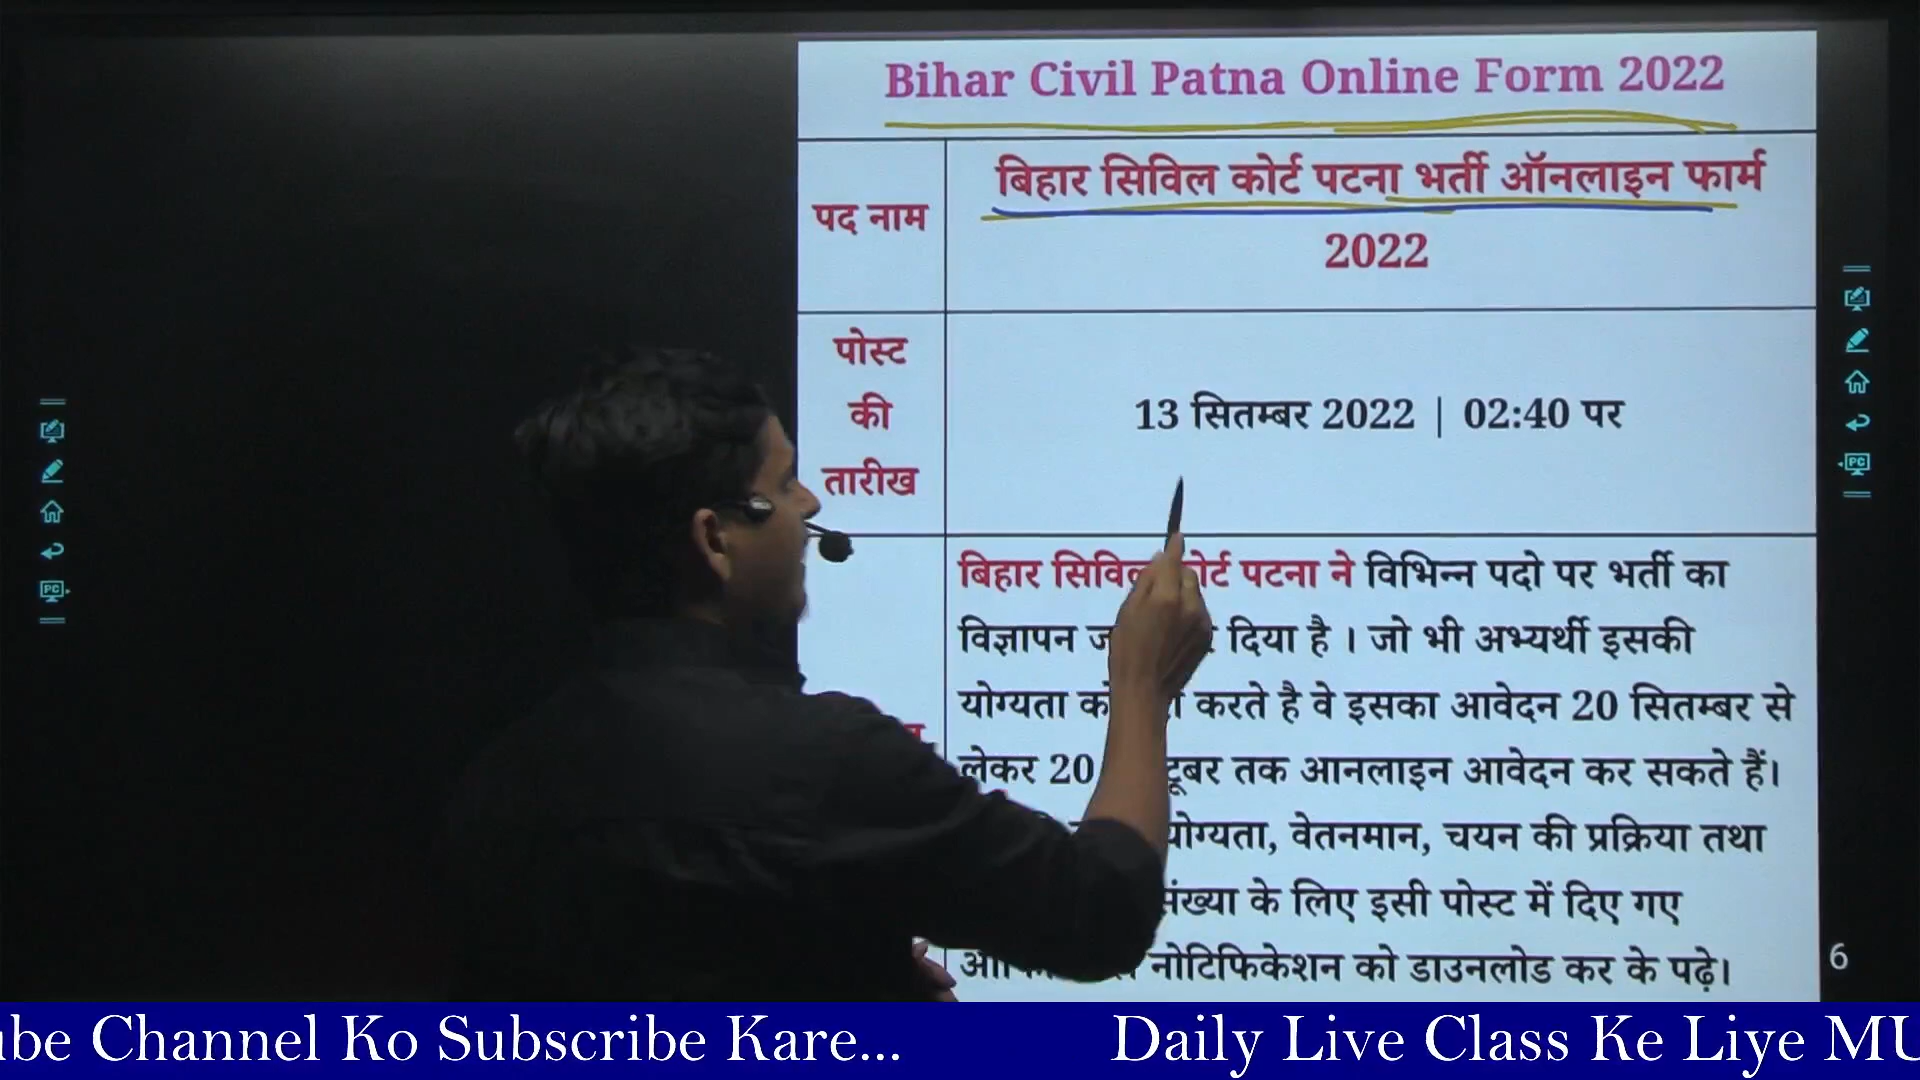 Bihar Civil Patna Online Form 2022
पद नाम
बिहार सिविल कोर्ट पटना भर्ती ऑनलाइन फार्म
2022
पोस्ट
की
तारीख
13 सितम्बर 2022 | 02:40 पर
बिहार सिविल कोर्ट पटना ने विभिन्न पदो पर भर्ती का
विज्ञापन दिया है । जो भी अभ्यर्थी इसकी
योग्यता करते है वे इसका आवेदन 20 सितम्बर से
लेकर 20 तक आनलाइन आवेदन कर सकते हैं।
योग्यता, वेतनमान, चयन की प्रक्रिया तथा
संख्या के लिए इसी पोस्ट में दिए गए
नोटिफिकेशन को डाउनलोड कर के पढ़े।
6
PC
PC
ube Channel Ko Subscribe Kare... Daily Live Class Ke Liye MU